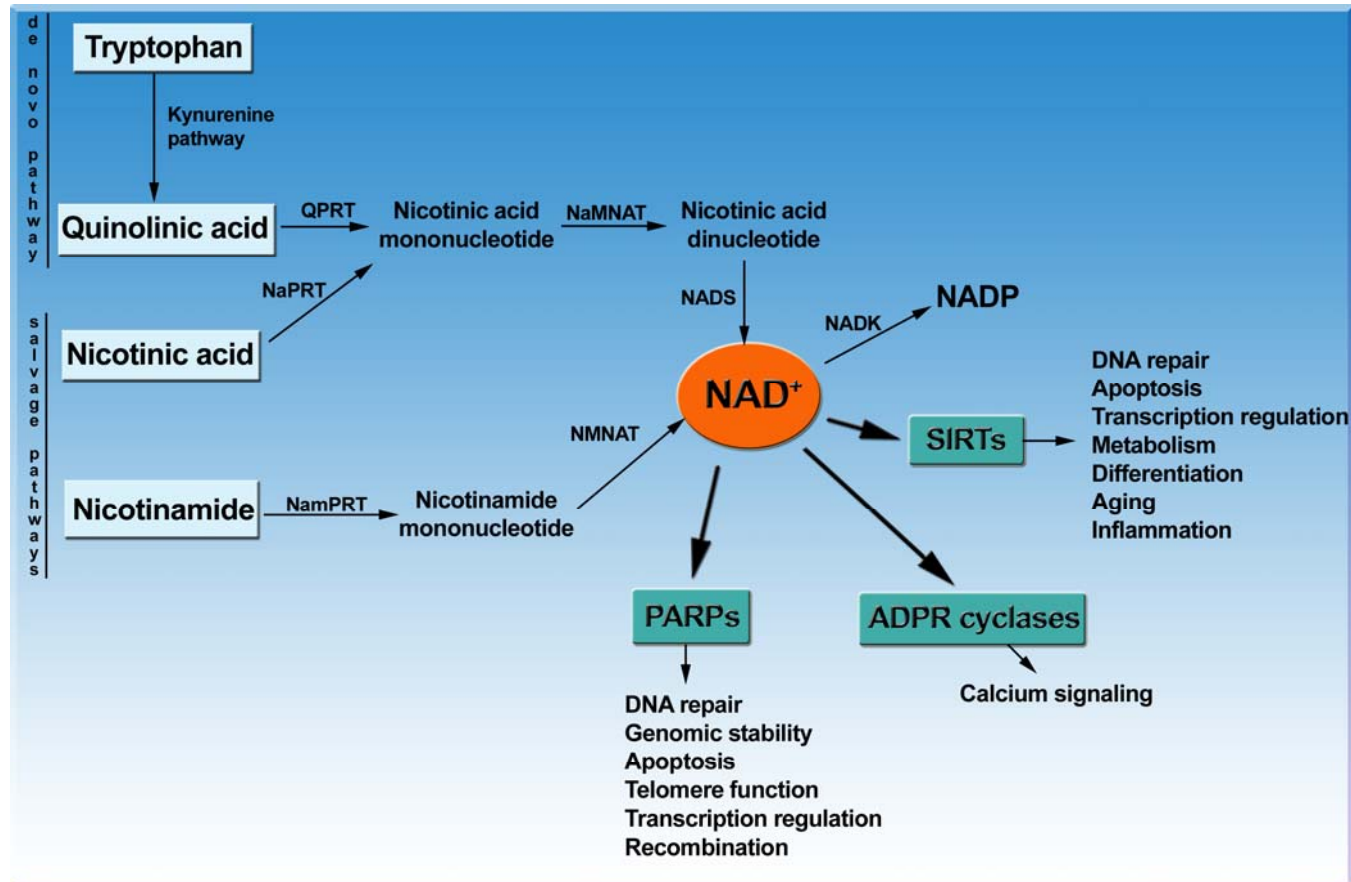 de novo pathway
Tryptophan
Kynurenine
pathway
Quinolinic acid
QPRT
Nicotinic acid
mononucleotide
NaMNAT
Nicotinic acid
dinucleotide
NaPRT
NADS
salvage pathways
Nicotinic acid
NADK
NADP
NAD⁺
SIRTs
DNA repair
Apoptosis
Transcription regulation
Metabolism
Differentiation
Aging
Inflammation
NMNAT
Nicotinamide
NamPRT
Nicotinamide
mononucleotide
PARPs
ADPR cyclases
DNA repair
Genomic stability
Apoptosis
Telomere function
Transcription regulation
Recombination
Calcium signaling